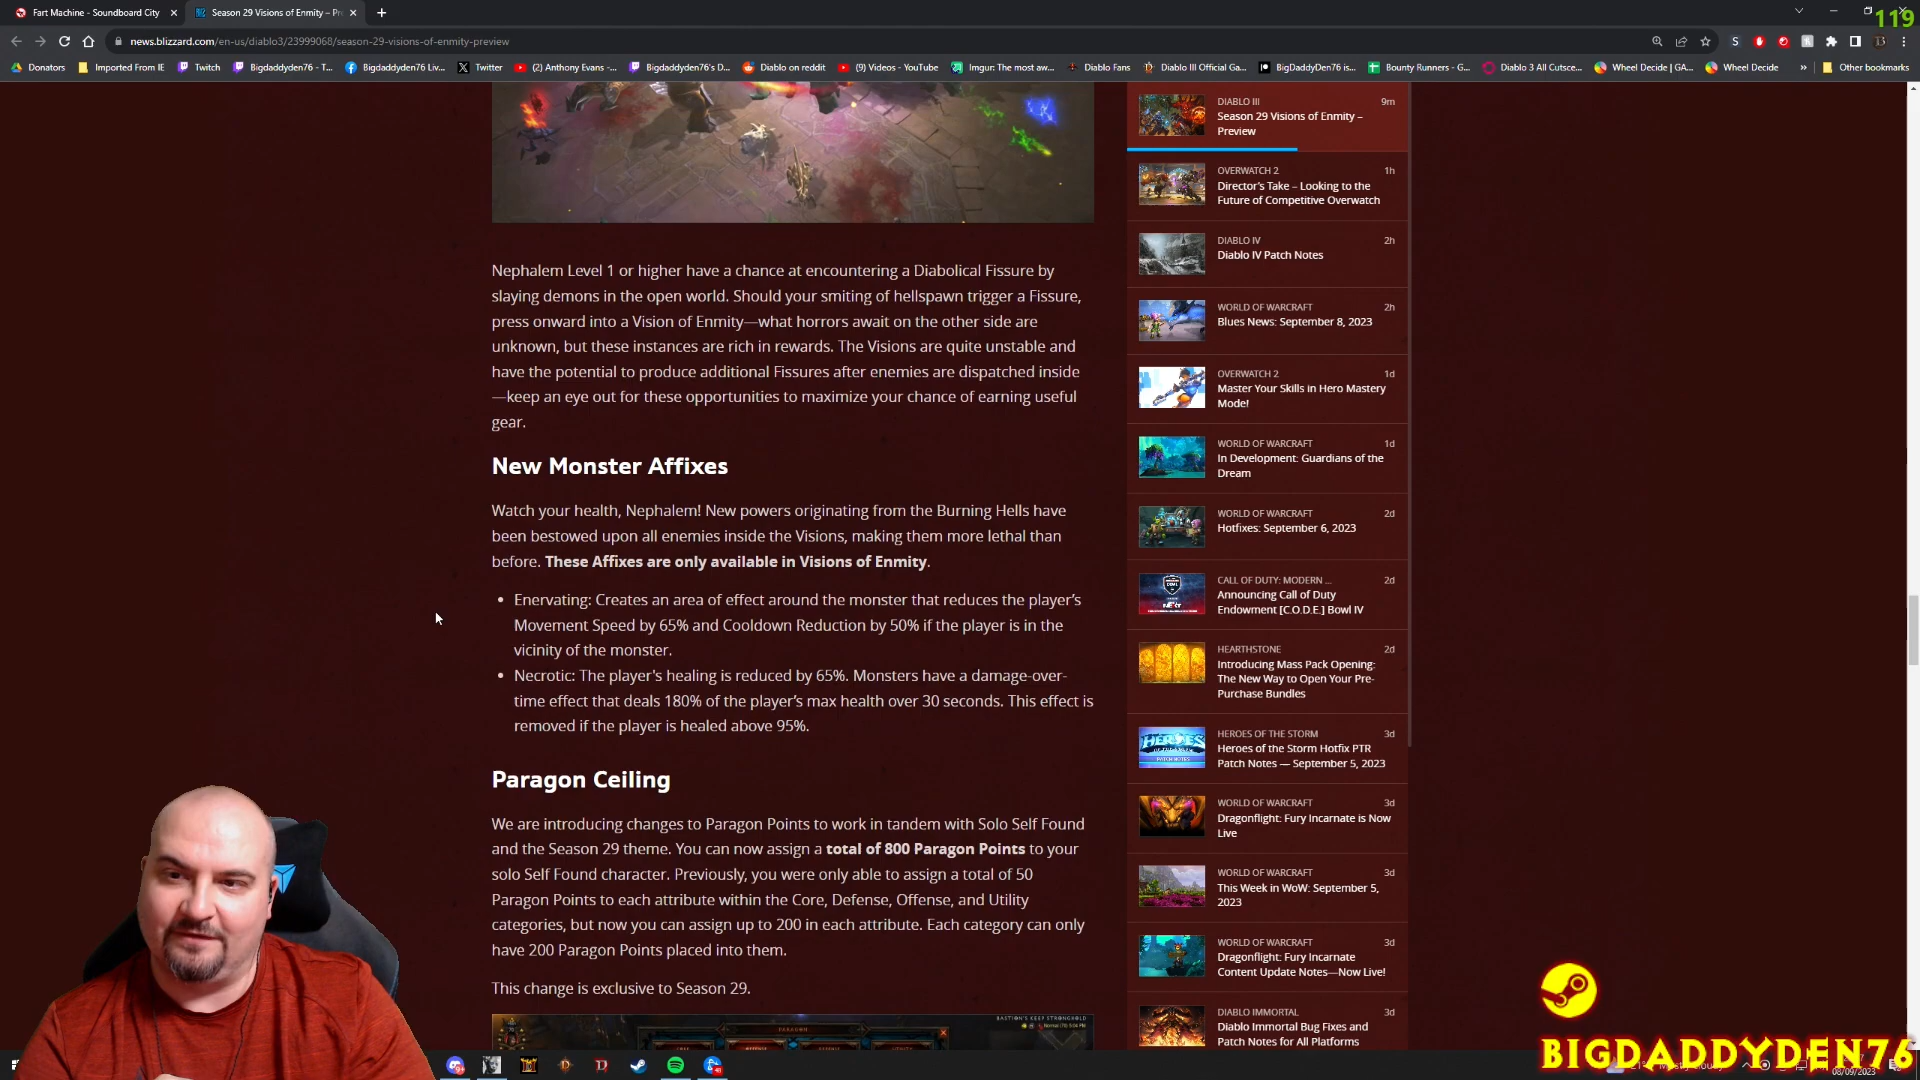 Fart Machine - Soundboard City
Season 29 Visions of Enmity – Pre
119
news.blizzard.com/en-us/diablo3/23999068/season-29-visions-of-enmity-preview
Donators
Imported From IE
Twitch
Bigdaddyden76 - T...
Bigdaddyden76 Liv...
Twitter
(2) Anthony Evans -...
Bigdaddyden76's D...
Diablo on reddit
(9) Videos - YouTube
Imgur: The most aw...
Diablo Fans
Diablo III Official Ga...
BigDaddyDen76 is...
Bounty Runners - G...
Diablo 3 All Cutsce...
Wheel Decide | GA...
Wheel Decide
»
Other bookmarks
Nephalem Level 1 or higher have a chance at encountering a Diabolical Fissure by
slaying demons in the open world. Should your smiting of hellspawn trigger a Fissure,
press onward into a Vision of Enmity—what horrors await on the other side are
unknown, but these instances are rich in rewards. The Visions are quite unstable and
have the potential to produce additional Fissures after enemies are dispatched inside
—keep an eye out for these opportunities to maximize your chance of earning useful
gear.
New Monster Affixes
Watch your health, Nephalem! New powers originating from the Burning Hells have
been bestowed upon all enemies inside the Visions, making them more lethal than
before. These Affixes are only available in Visions of Enmity.
• Enervating: Creates an area of effect around the monster that reduces the player’s
Movement Speed by 65% and Cooldown Reduction by 50% if the player is in the
vicinity of the monster.
• Necrotic: The player's healing is reduced by 65%. Monsters have a damage-over-
time effect that deals 180% of the player’s max health over 30 seconds. This effect is
removed if the player is healed above 95%.
Paragon Ceiling
We are introducing changes to Paragon Points to work in tandem with Solo Self Found
and the Season 29 theme. You can now assign a total of 800 Paragon Points to your
solo Self Found character. Previously, you were only able to assign a total of 50
Paragon Points to each attribute within the Core, Defense, Offense, and Utility
categories, but now you can assign up to 200 in each attribute. Each category can only
have 200 Paragon Points placed into them.
This change is exclusive to Season 29.
BASTION'S KEEP STRONGHOLD
PARAGON
DIABLO III 9m
Season 29 Visions of Enmity –
Preview
OVERWATCH 2 1h
Director’s Take – Looking to the
Future of Competitive Overwatch
DIABLO IV 2h
Diablo IV Patch Notes
WORLD OF WARCRAFT 2h
Blues News: September 8, 2023
OVERWATCH 2 1d
Master Your Skills in Hero Mastery
Mode!
WORLD OF WARCRAFT 1d
In Development: Guardians of the
Dream
WORLD OF WARCRAFT 2d
Hotfixes: September 6, 2023
CALL OF DUTY: MODERN ... 2d
Announcing Call of Duty
Endowment [C.O.D.E.] Bowl IV
HEARTHSTONE 2d
Introducing Mass Pack Opening:
The New Way to Open Your Pre-
Purchase Bundles
HEROES OF THE STORM 3d
Heroes of the Storm Hotfix PTR
Patch Notes — September 5, 2023
WORLD OF WARCRAFT 3d
Dragonflight: Fury Incarnate is Now
Live
WORLD OF WARCRAFT 3d
This Week in WoW: September 5,
2023
WORLD OF WARCRAFT 3d
Dragonflight: Fury Incarnate
Content Update Notes—Now Live!
DIABLO IMMORTAL 3d
Diablo Immortal Bug Fixes and
Patch Notes for All Platforms
BIGDADDYDEN76
08/09/2023